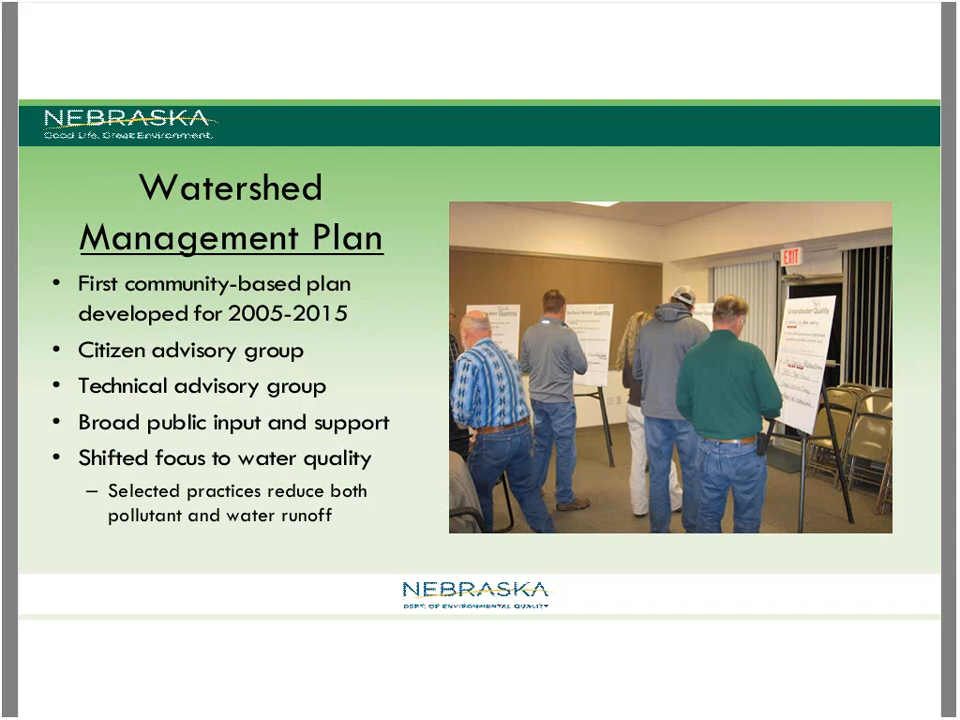 NEBRASKA
Good Life. Great Environment.
Watershed
Management Plan
• First community-based plan
developed for 2005-2015
• Citizen advisory group
• Technical advisory group
• Broad public input and support
• Shifted focus to water quality
– Selected practices reduce both
pollutant and water runoff
EXIT
Groundwater Quality
Quantity
NEBRASKA
DEPT. OF ENVIRONMENTAL QUALITY